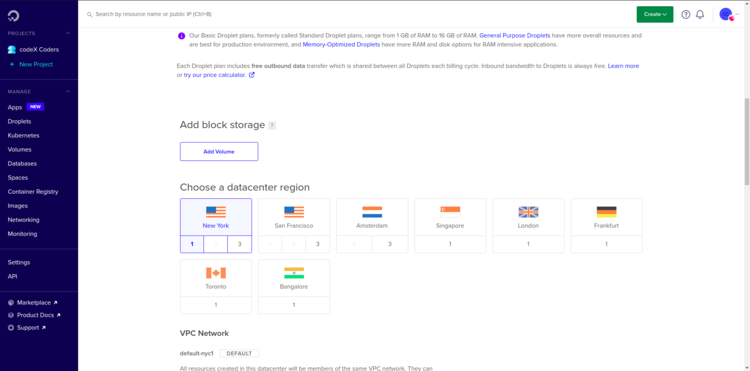 Search by resource name or public IP (Ctrl+B)
Create
PROJECTS
codeX Coders
New Project
MANAGE
Apps NEW
Droplets
Kubernetes
Volumes
Databases
Spaces
Container Registry
Images
Networking
Monitoring
Settings
API
Marketplace
Product Docs
Support
Our Basic Droplet plans, formerly called Standard Droplet plans, range from 1 GB of RAM to 16 GB of RAM. General Purpose Droplets have more overall resources and
are best for production environment, and Memory-Optimized Droplets have more RAM and disk options for RAM intensive applications.
Each Droplet plan includes free outbound data transfer which is shared between all Droplets each billing cycle. Inbound bandwidth to Droplets is always free. Learn more
or try our price calculator.
Add block storage ?
Add Volume
Choose a datacenter region
New York San Francisco Amsterdam Singapore London Frankfurt
1 2 3 1 2 3 2 3 1 1 1
Toronto Bangalore
1 1
VPC Network
default-nyc1 DEFAULT
All resources created in this datacenter will be members of the same VPC network. They can